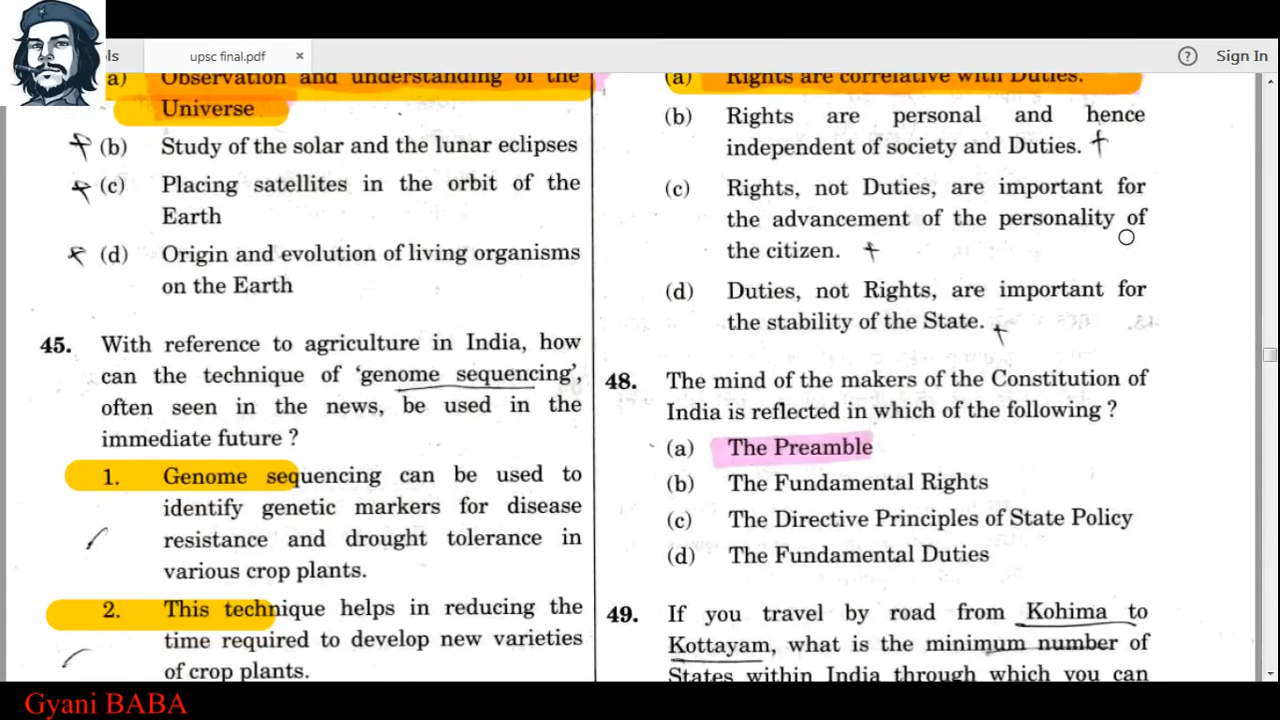 ls
upsc final.pdf ×
? Sign In
a) Observation and understanding of the
Universe
(b) Study of the solar and the lunar eclipses
(c) Placing satellites in the orbit of the
Earth
(d) Origin and evolution of living organisms
on the Earth
45. With reference to agriculture in India, how
can the technique of 'genome sequencing',
often seen in the news, be used in the
immediate future ?
1. Genome sequencing can be used to
identify genetic markers for disease
resistance and drought tolerance in
various crop plants.
2. This technique helps in reducing the
time required to develop new varieties
of crop plants.
(a) Rights are correlative with Duties.
(b) Rights are personal and hence
independent of society and Duties.
(c) Rights, not Duties, are important for
the advancement of the personality of
the citizen.
(d) Duties, not Rights, are important for
the stability of the State.
48. The mind of the makers of the Constitution of
India is reflected in which of the following ?
(a) The Preamble
(b) The Fundamental Rights
(c) The Directive Principles of State Policy
(d) The Fundamental Duties
49. If you travel by road from Kohima to
Kottayam, what is the minimum number of
States within India through which you can
Gyani BABA